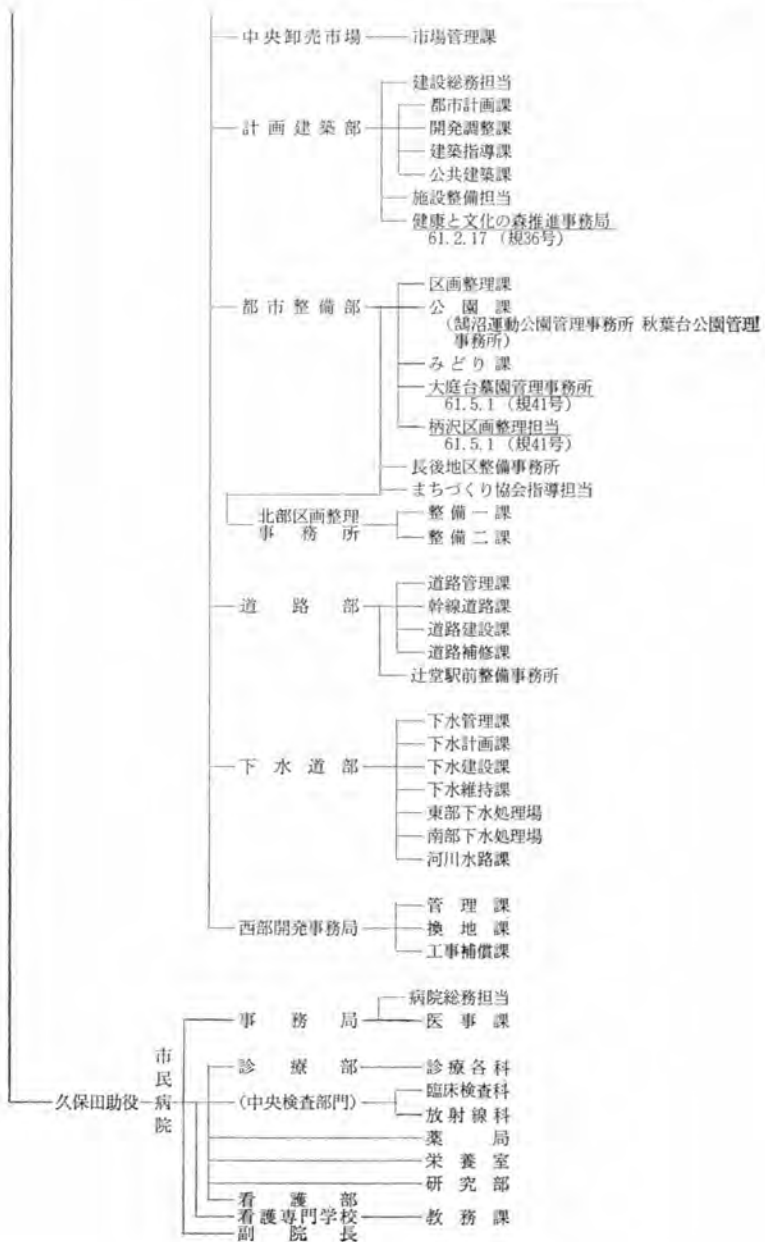 中央卸売市場 市場管理課
建設総務担当
都市計画課
計画建築部 開発調整課
建築指導課
公共建築課
施設整備担当
健康と文化の森推進事務局
61.2.17 (規36号)
区画整理課
都市整備部 公園課
(鵠沼運動公園管理事務所 秋葉台公園管理
事務所)
みどり課
大庭台墓園管理事務所
61.5.1 (規41号)
柄沢区画整理担当
61.5.1 (規41号)
長後地区整備事務所
まちづくり協会指導担当
北部区画整理 整備一課
事務所 整備二課
道路管理課
道路部 幹線道路課
道路建設課
道路補修課
辻堂駅前整備事務所
下水管理課
下水計画課
下水道部 下水建設課
下水維持課
東部下水処理場
南部下水処理場
河川水路課
管理課
西部開発事務局 換地課
工事補償課
病院総務担当
事務局 医事課
診療部 診療各科
臨床検査科
久保田助役 市民病院 (中央検査部門)
放射線科
薬局
栄養室
研究部
看護部
看護専門学校 教務課
副院長